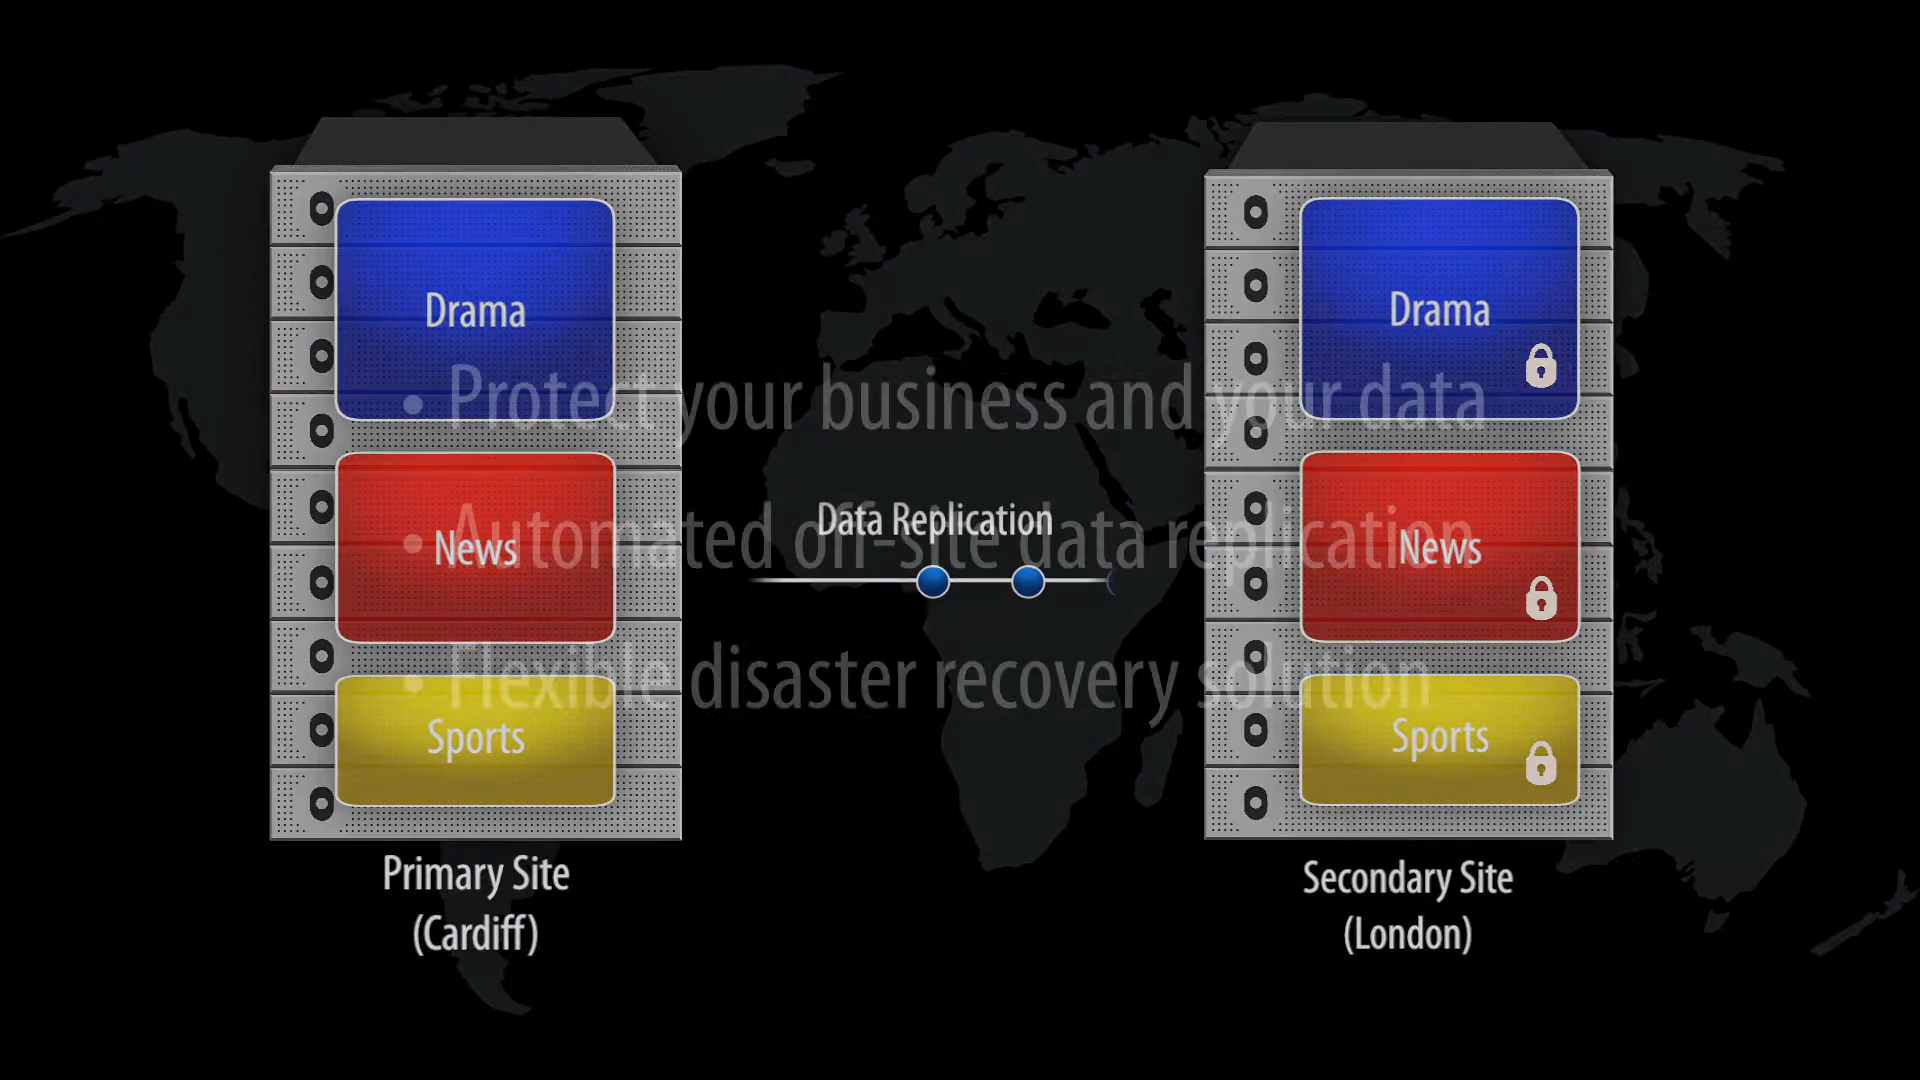 Drama
News
Sports
Primary Site
(Cardiff)
Data Replication
Drama
News
Sports
Secondary Site
(London)
• Protect your business and your data
• Automated off-site data replication
• Flexible disaster recovery solution